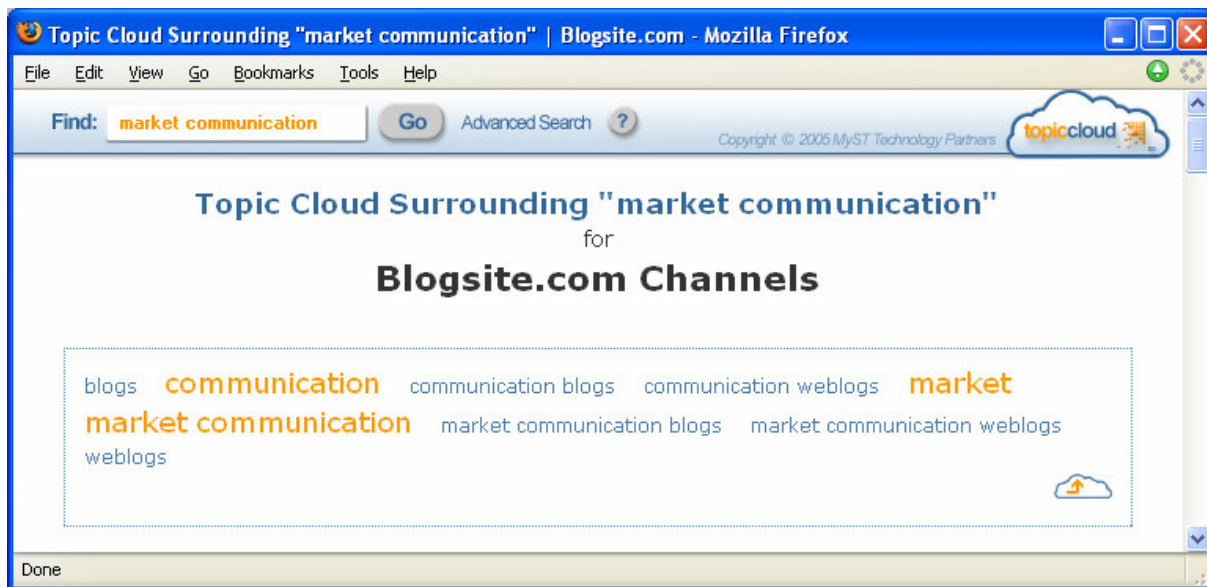 Topic Cloud Surrounding "market communication" | Blogsite.com - Mozilla Firefox
File Edit View Go Bookmarks Tools Help
Find: market communication Go Advanced Search ?
Copyright © 2005 MyST Technology Partners
topiccloud
Topic Cloud Surrounding "market communication"
for
Blogsite.com Channels
blogs communication communication blogs communication weblogs market
market communication market communication blogs market communication weblogs
weblogs
Done